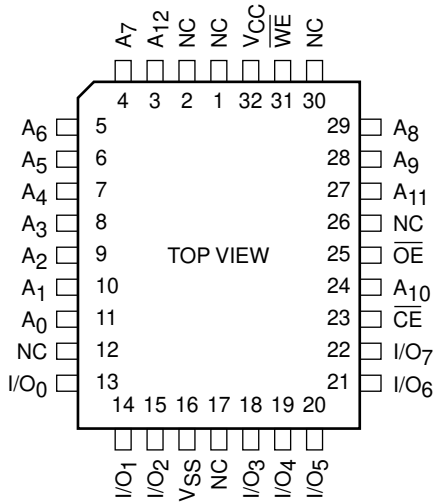 A7 A12 NC NC VCC W̅E̅ NC
4 3 2 1 32 31 30
A6 5 29 A8
A5 6 28 A9
A4 7 27 A11
A3 8 26 NC
A2 9 TOP VIEW 25 O̅E̅
A1 10 24 A10
A0 11 23 C̅E̅
NC 12 22 I/O7
I/O0 13 21 I/O6
14 15 16 17 18 19 20
I/O1 I/O2 VSS NC I/O3 I/O4 I/O5